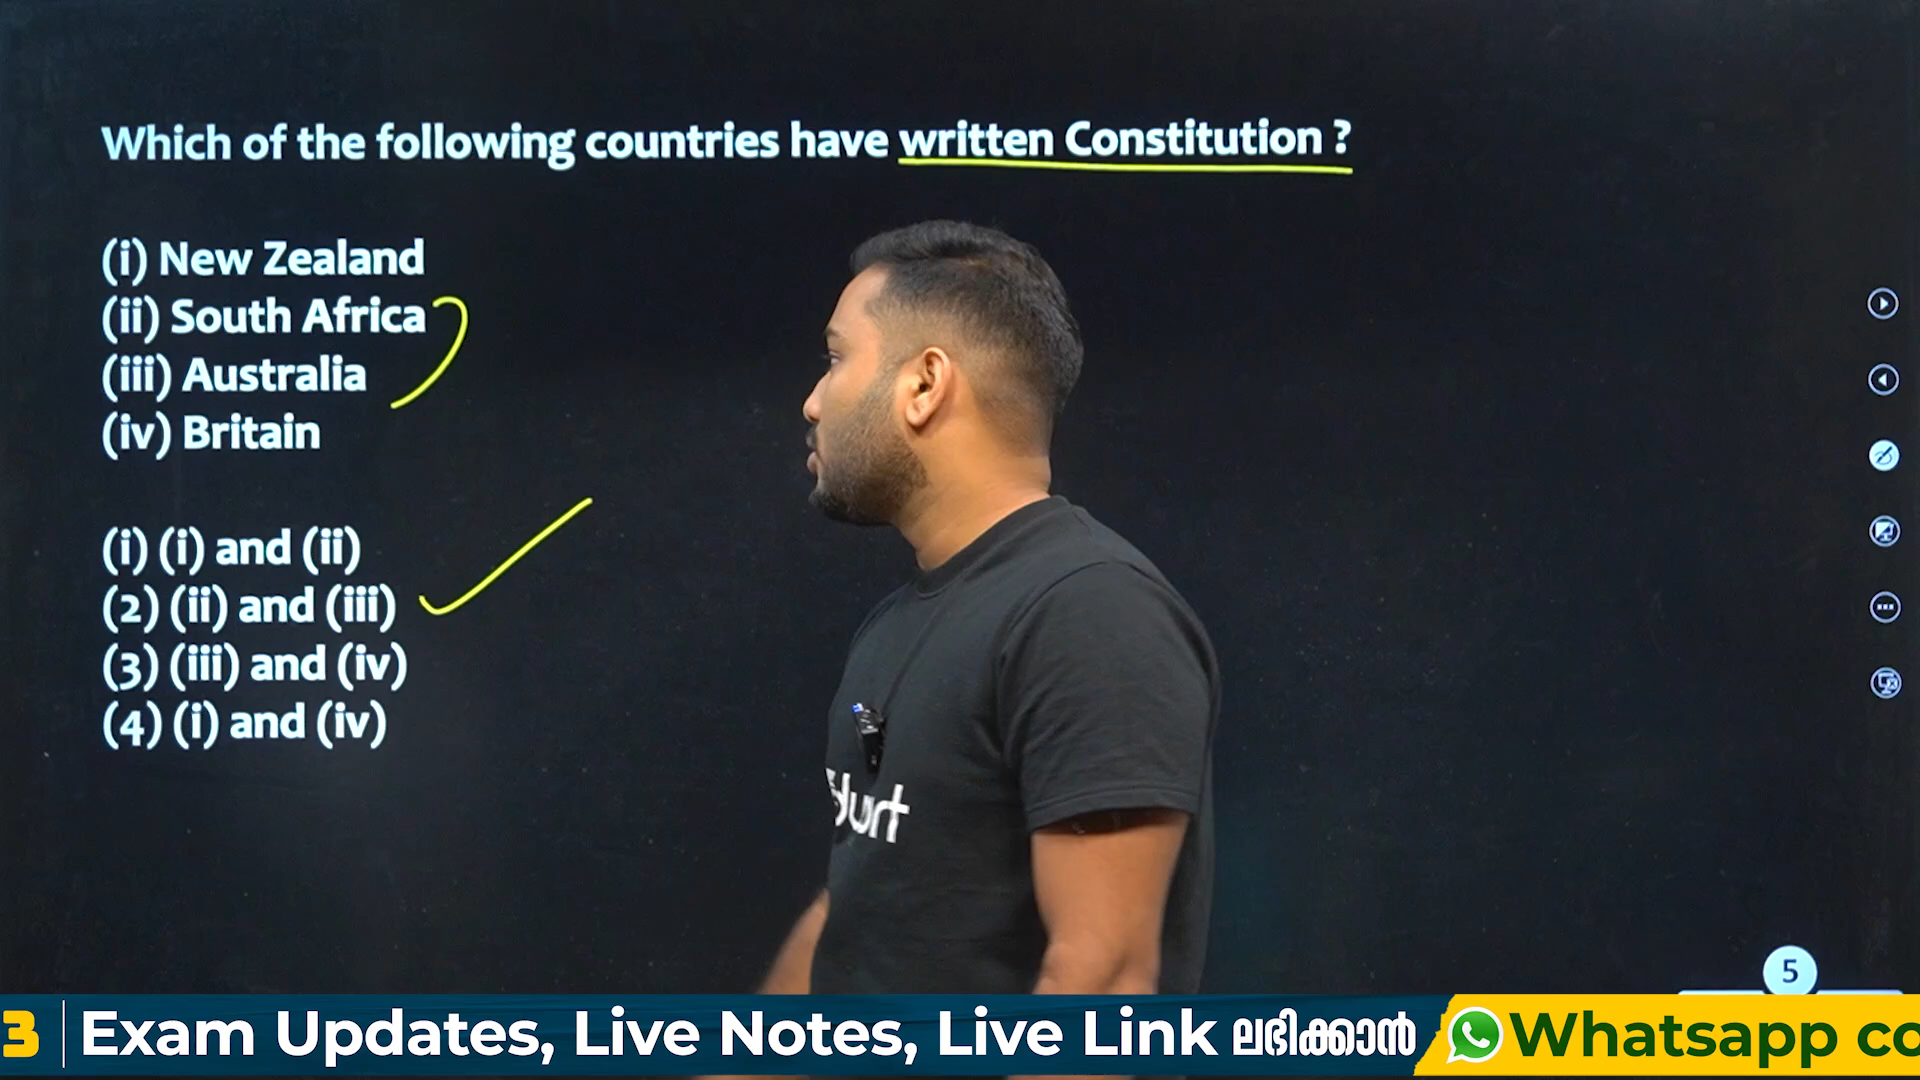 Which of the following countries have written Constitution ?
(i) New Zealand
(ii) South Africa
(iii) Australia
(iv) Britain
(i) (i) and (ii)
(2) (ii) and (iii)
(3) (iii) and (iv)
(4) (i) and (iv)
5
3 Exam Updates, Live Notes, Live Link ലഭിക്കാൻ Whatsapp co